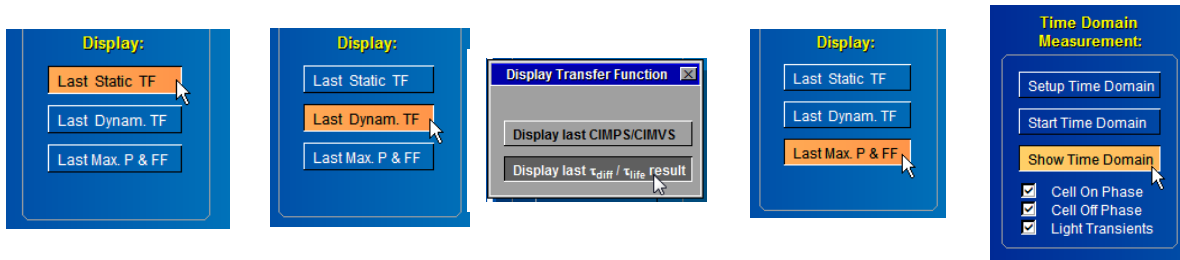 Display:
Last Static TF
Last Dynam. TF
Last Max. P & FF
Display:
Last Static TF
Last Dynam. TF
Last Max. P & FF
Display Transfer Function
Display last CIMPS/CIMVS
Display last τdiff / τlife result
Display:
Last Static TF
Last Dynam. TF
Last Max. P & FF
Time Domain
Measurement:
Setup Time Domain
Start Time Domain
Show Time Domain
Cell On Phase
Cell Off Phase
Light Transients